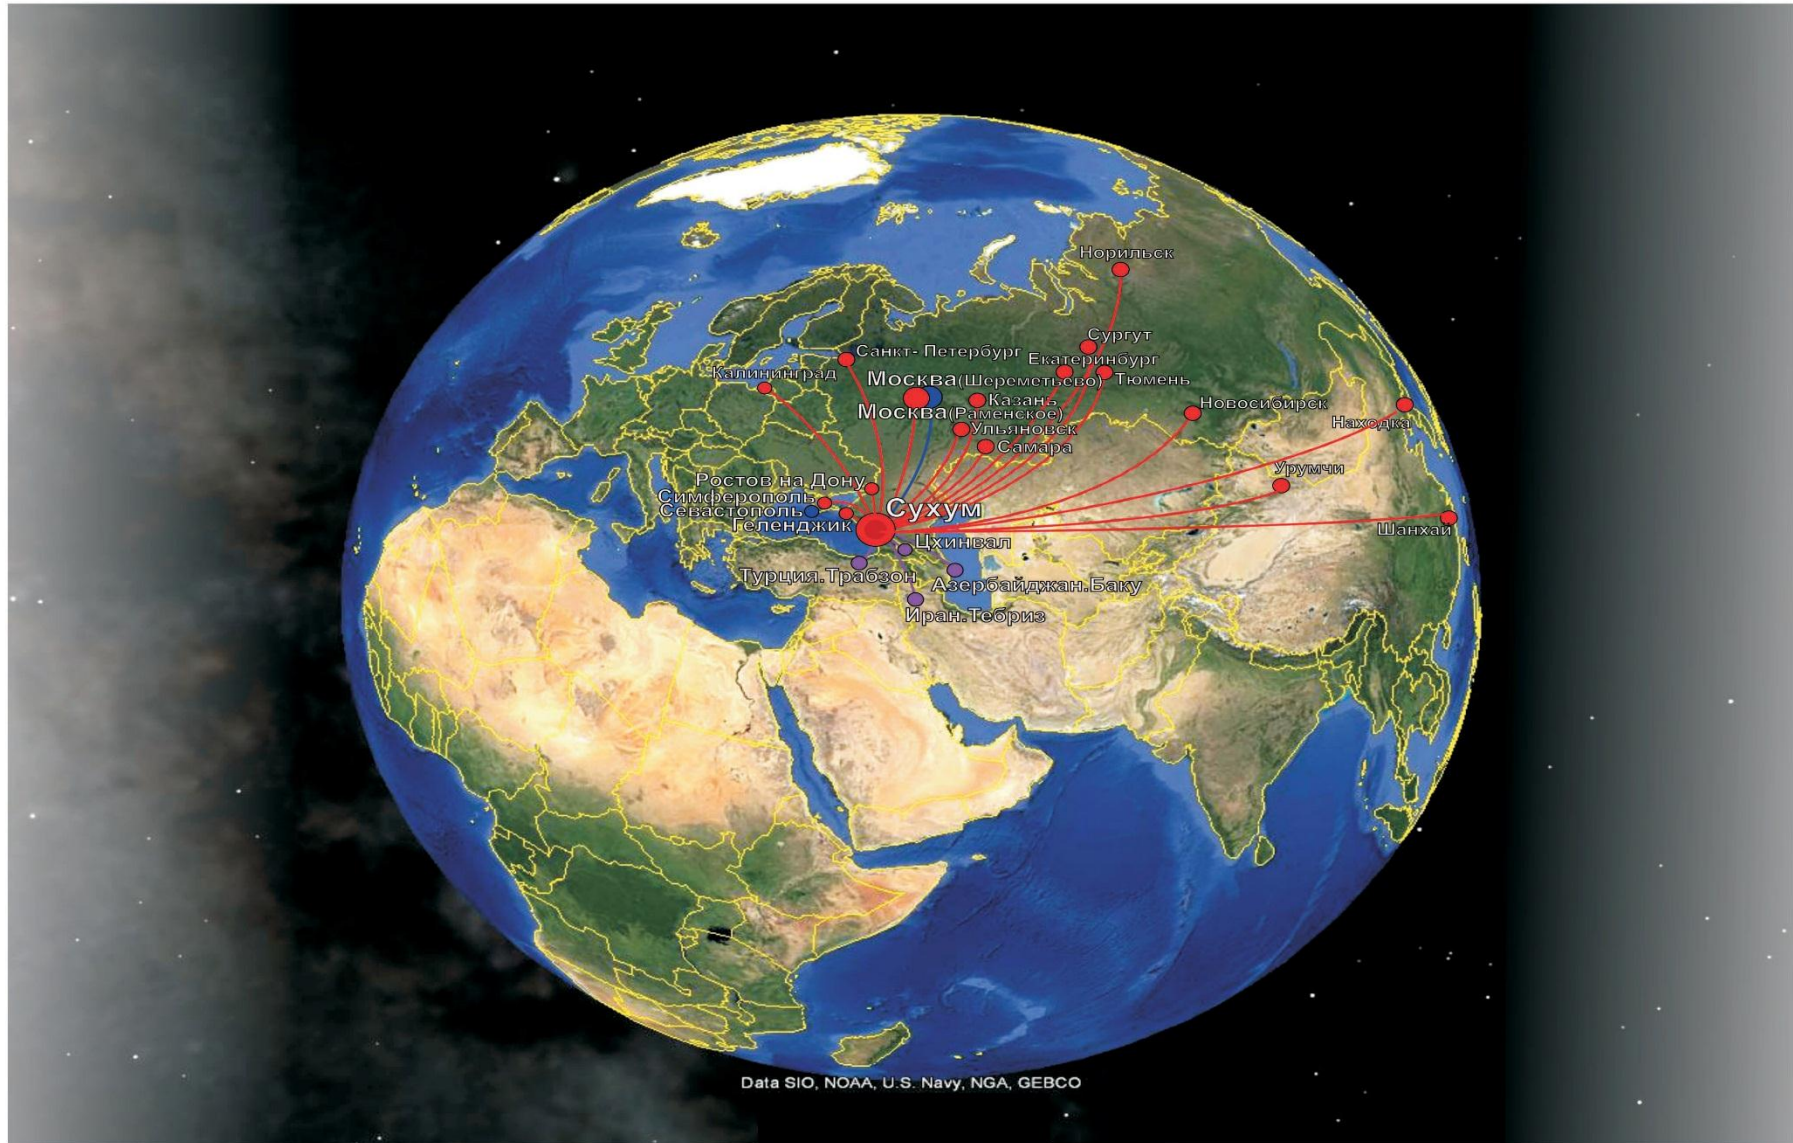 Норильск
Сургут
Санкт- Петербург
Екатеринбург
Калининград
Москва(Шереметьево)
Тюмень
Казань
Новосибирск
Москва(Раменское)
Находка
Ульяновск
Самара
Урумчи
Ростов на Дону
Симферополь
Севастополь
Сухум
Геленджик
Шанхай
Цхинвал
Турция.Трабзон
Азербайджан.Баку
Иран.Тебриз
Data SIO, NOAA, U.S. Navy, NGA, GEBCO